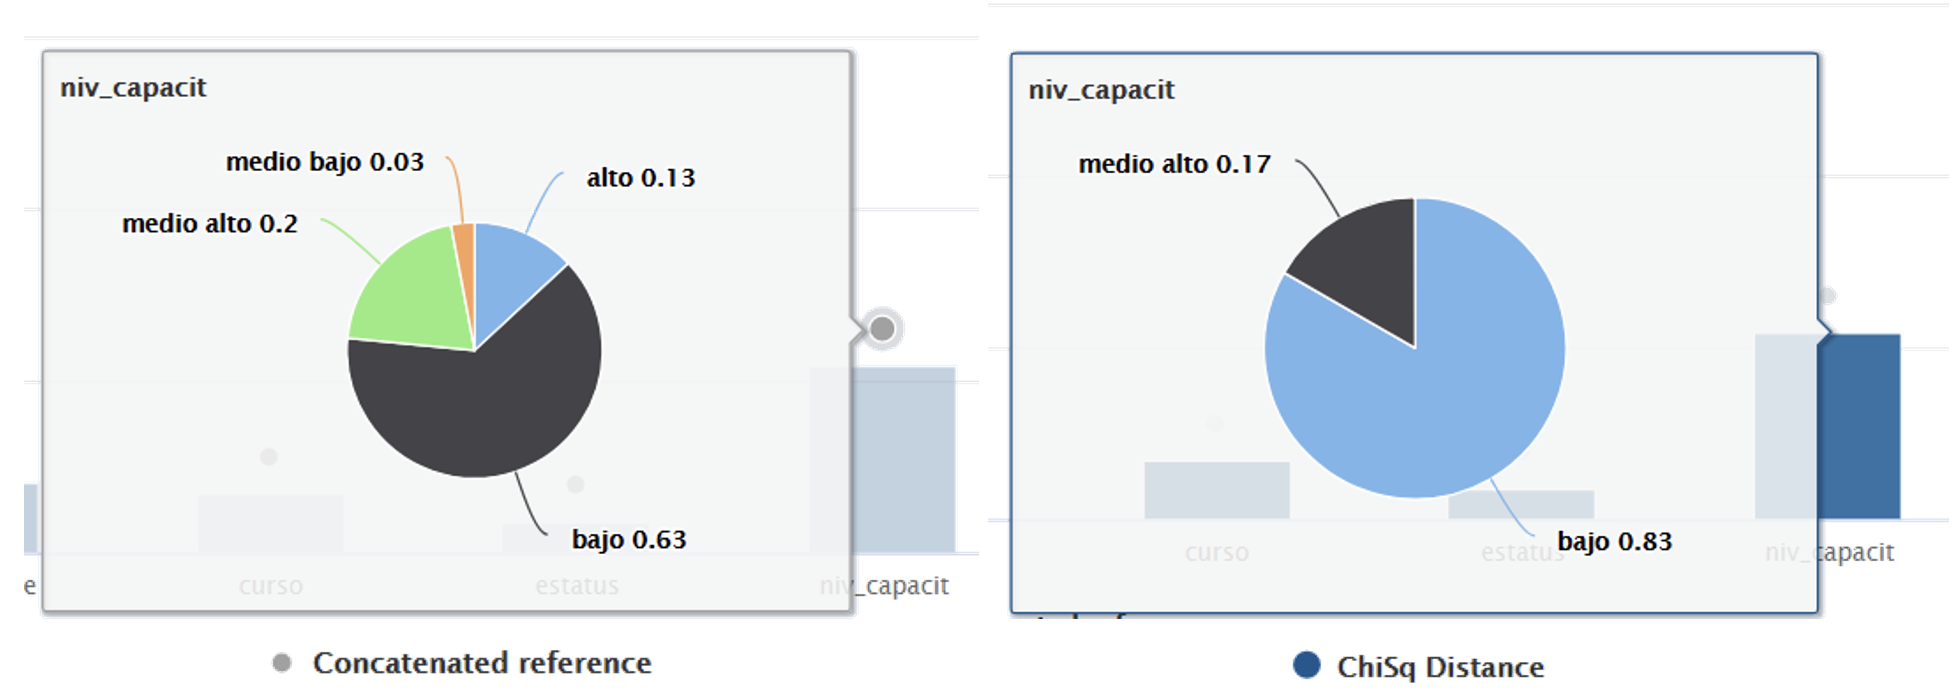 niv_capacit
medio bajo 0.03
alto 0.13
medio alto 0.2
bajo 0.63
e
curso
estatus
niv_capacit
Concatenated reference
niv_capacit
medio alto 0.17
bajo 0.83
curso
estatus
niv_capacit
ChiSq Distance